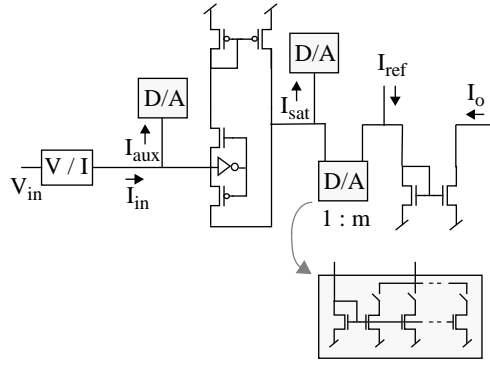 D/A
D/A
I_ref
I_o
I_aux
I_sat
V / I
V_in
I_in
D/A
1 : m